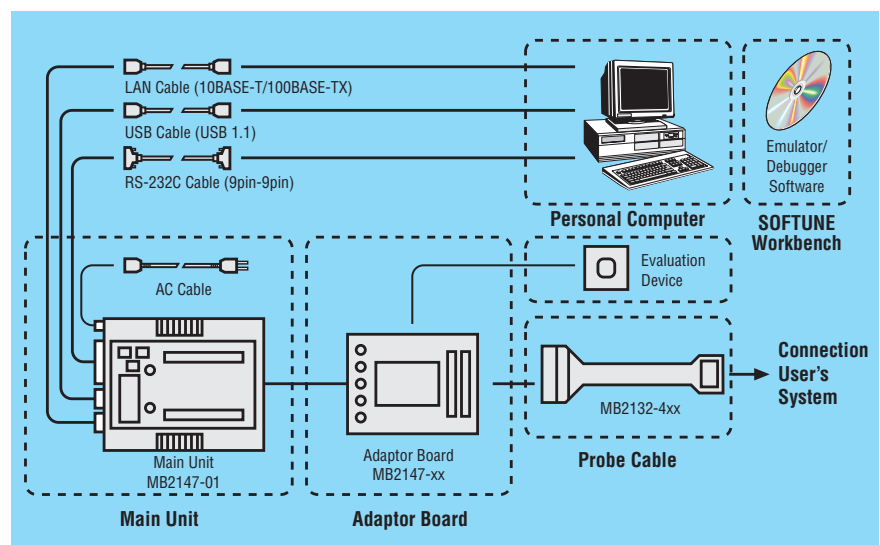 LAN Cable (10BASE-T/100BASE-TX)
USB Cable (USB 1.1)
RS-232C Cable (9pin-9pin)
Personal Computer
Emulator/
Debugger
Software
SOFTUNE
Workbench
AC Cable
Main Unit
MB2147-01
Main Unit
Adaptor Board
MB2147-xx
Adaptor Board
Evaluation
Device
MB2132-4xx
Probe Cable
Connection
User's
System